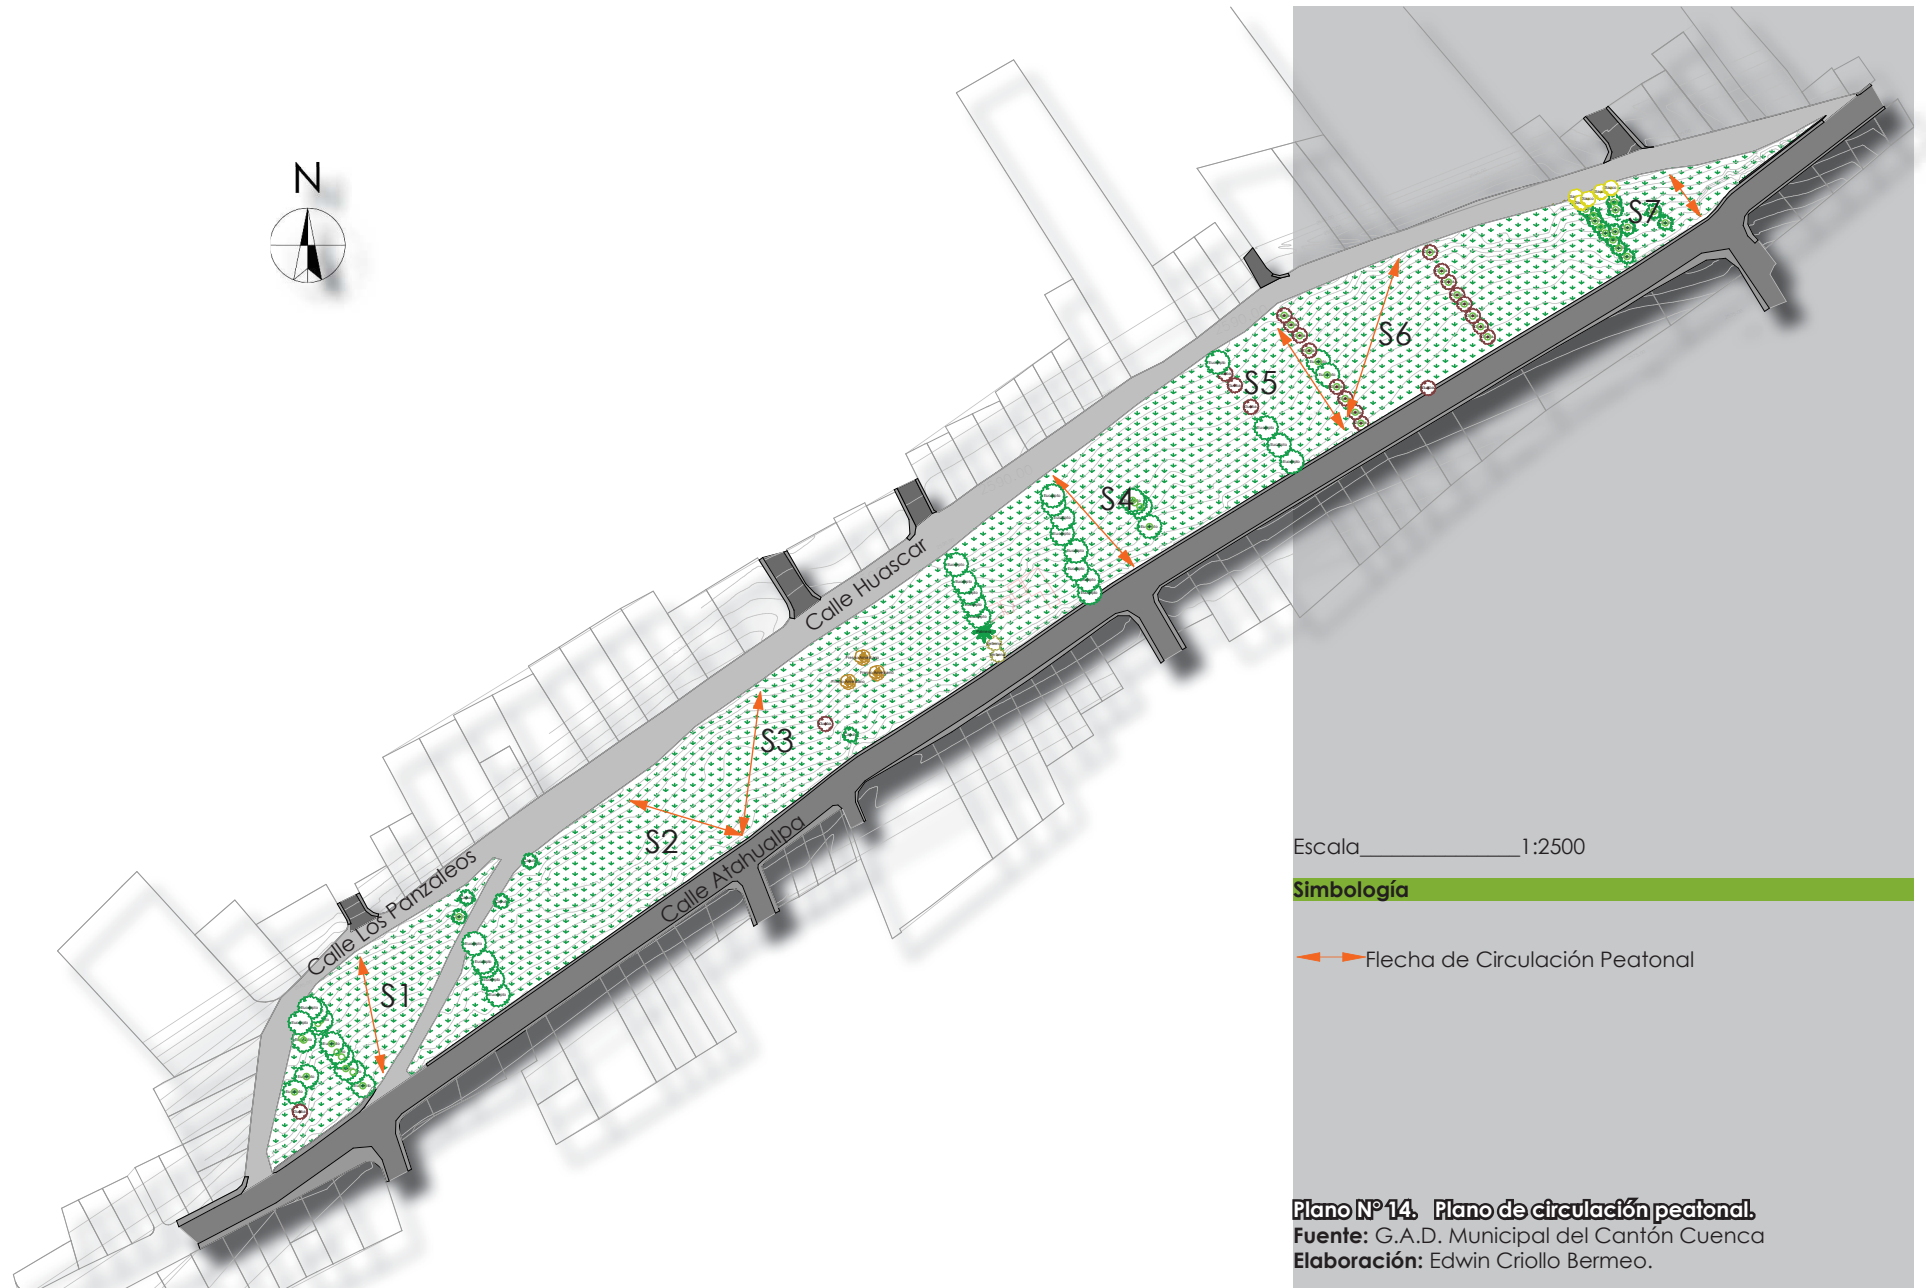 N
S7
S6
S5
S4
Calle Huascar
S3
S2
Calle Atahualpa
Calle Los Panzaleos
S1
Escala______________1:2500
Simbología
Flecha de Circulación Peatonal
Plano N° 14. Plano de circulación peatonal.
Fuente: G.A.D. Municipal del Cantón Cuenca
Elaboración: Edwin Criollo Bermeo.